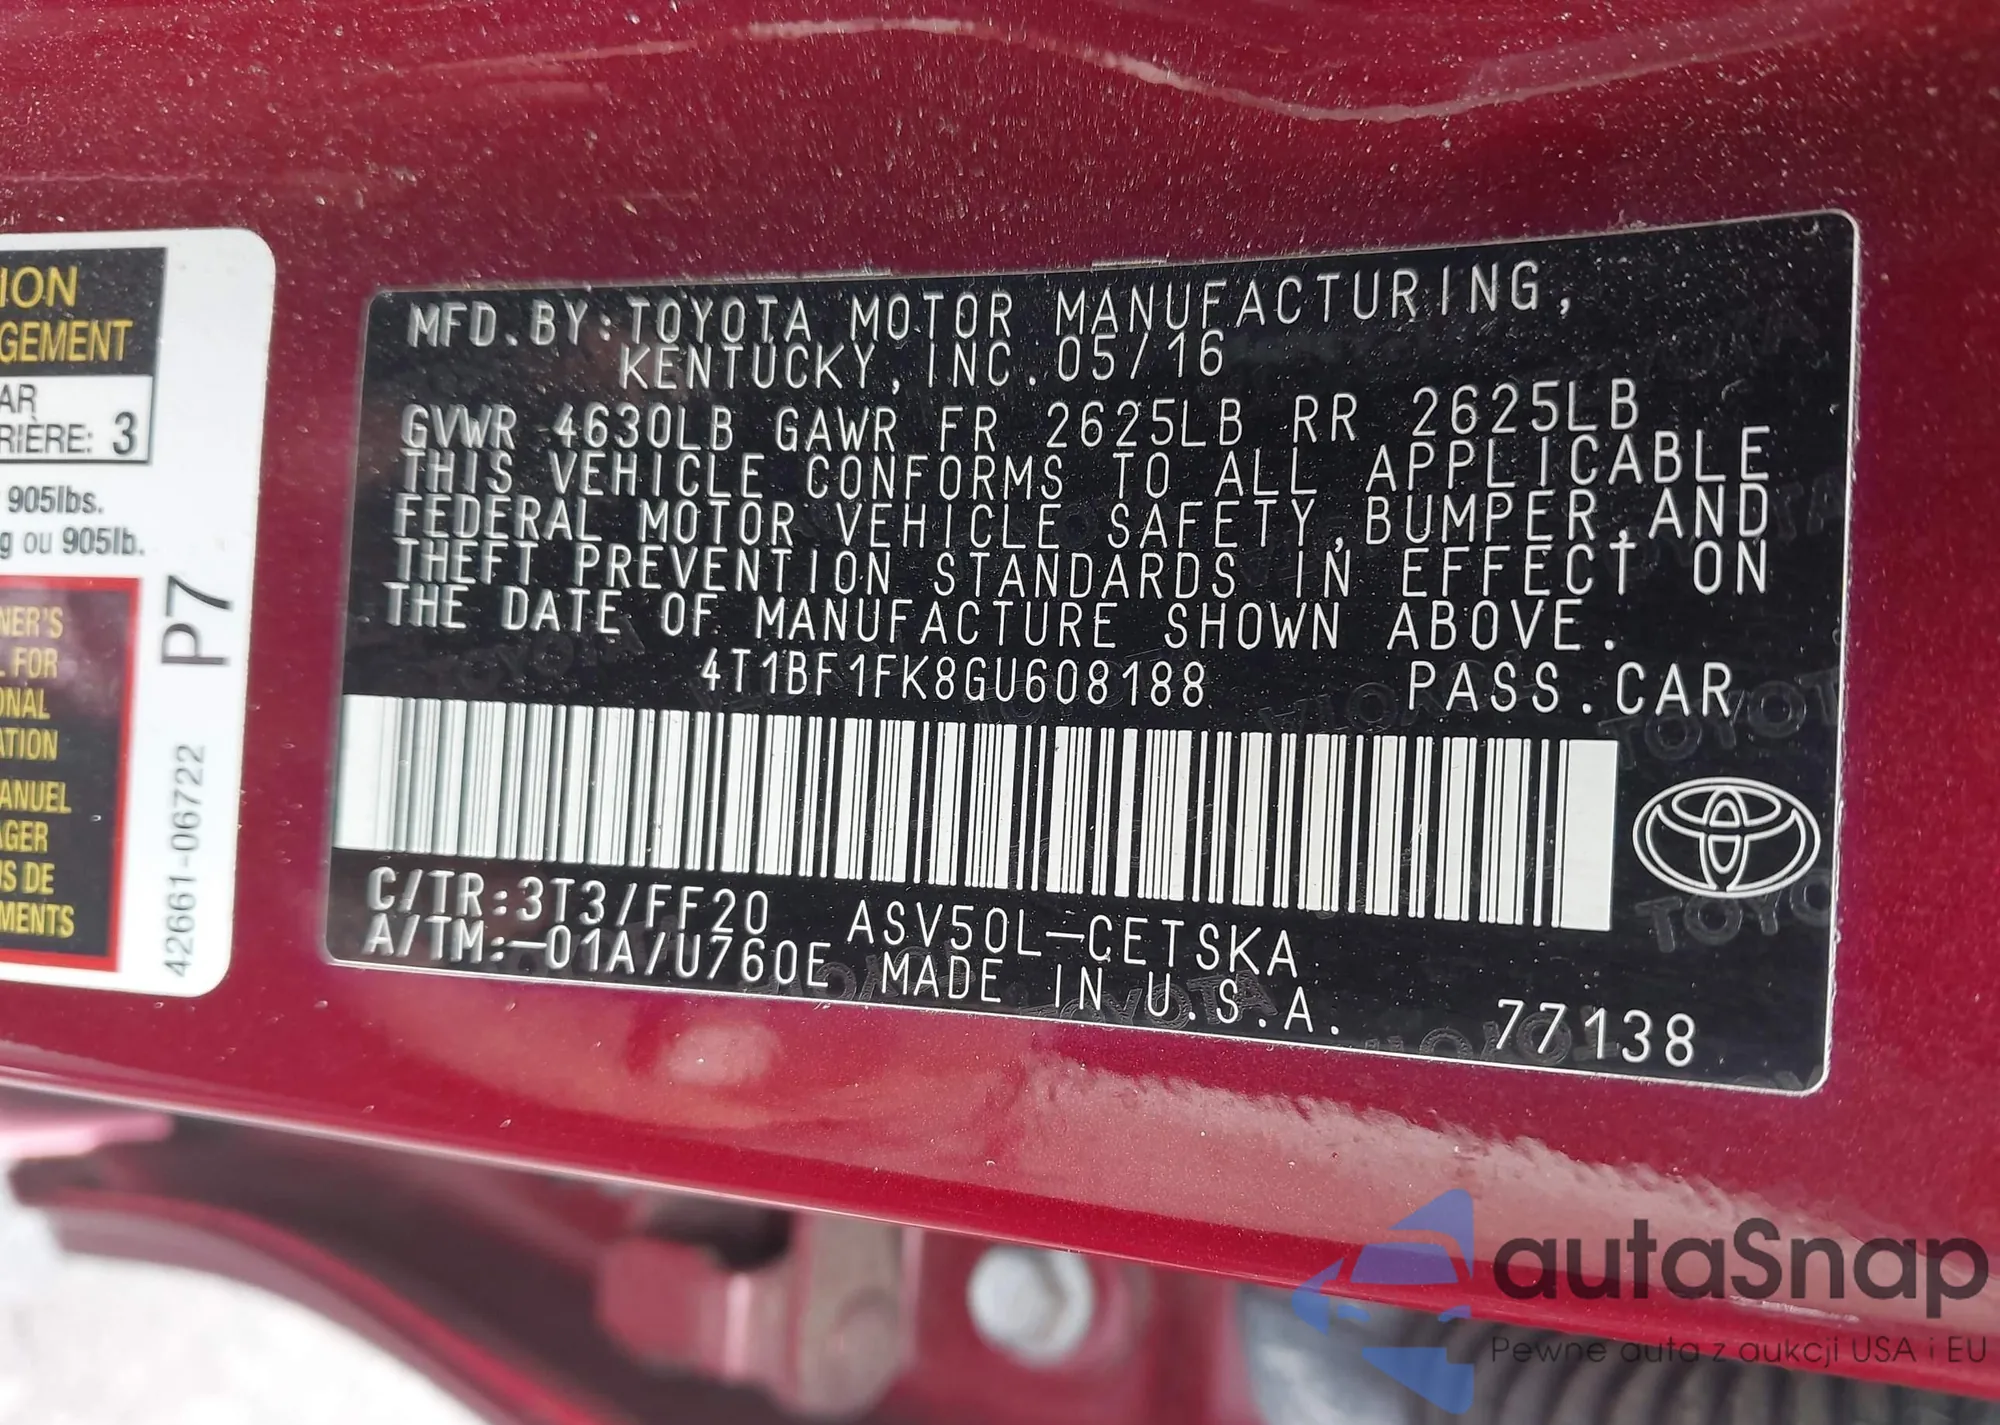 ION
GEMENT
AR
RIÈRE: 3
905lbs.
g ou 905lb.
NER'S
L FOR
ONAL
ATION
ANUEL
AGER
US DE
MENTS
P7
42661-06722
MFD.BY:TOYOTA MOTOR MANUFACTURING,
KENTUCKY, INC. 05/16
GVWR 4630LB GAWR FR 2625LB RR 2625LB
THIS VEHICLE CONFORMS TO ALL APPLICABLE
FEDERAL MOTOR VEHICLE SAFETY, BUMPER, AND
THEFT PREVENTION STANDARDS IN EFFECT ON
THE DATE OF MANUFACTURE SHOWN ABOVE.
4T1BF1FK8GU608188 PASS.CAR
C/TR:3T3/FF20 ASV50L-CETSKA
A/TM:-01A/U760E MADE IN U.S.A.
77138
autaSnap
Pewne auta z aukcji USA i EU